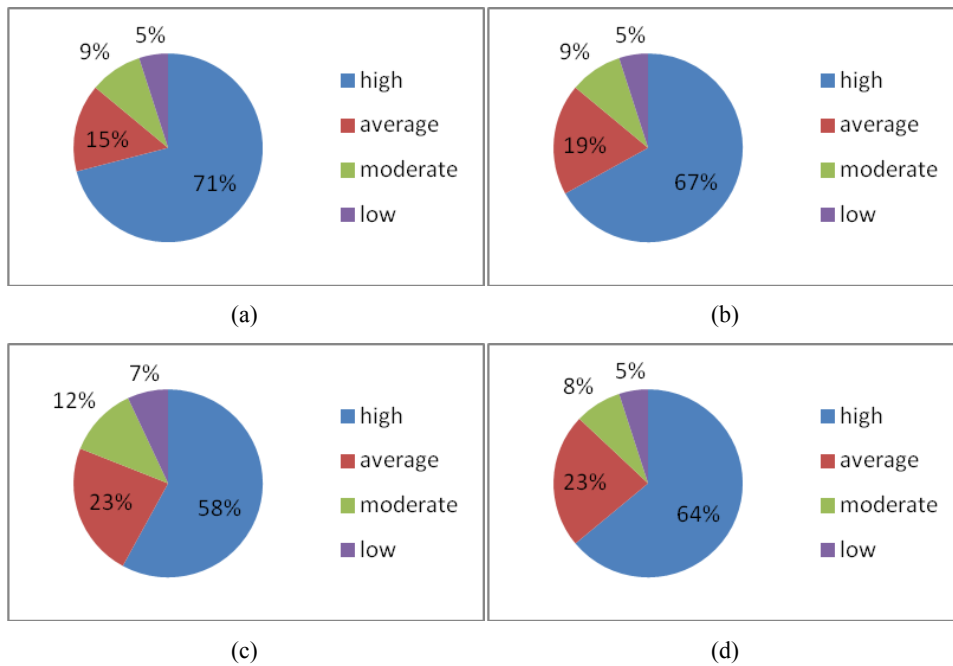 5%
9%
15%
71%
high
average
moderate
low
(a)
5%
9%
19%
67%
high
average
moderate
low
(b)
7%
12%
23%
58%
high
average
moderate
low
(c)
5%
8%
23%
64%
high
average
moderate
low
(d)